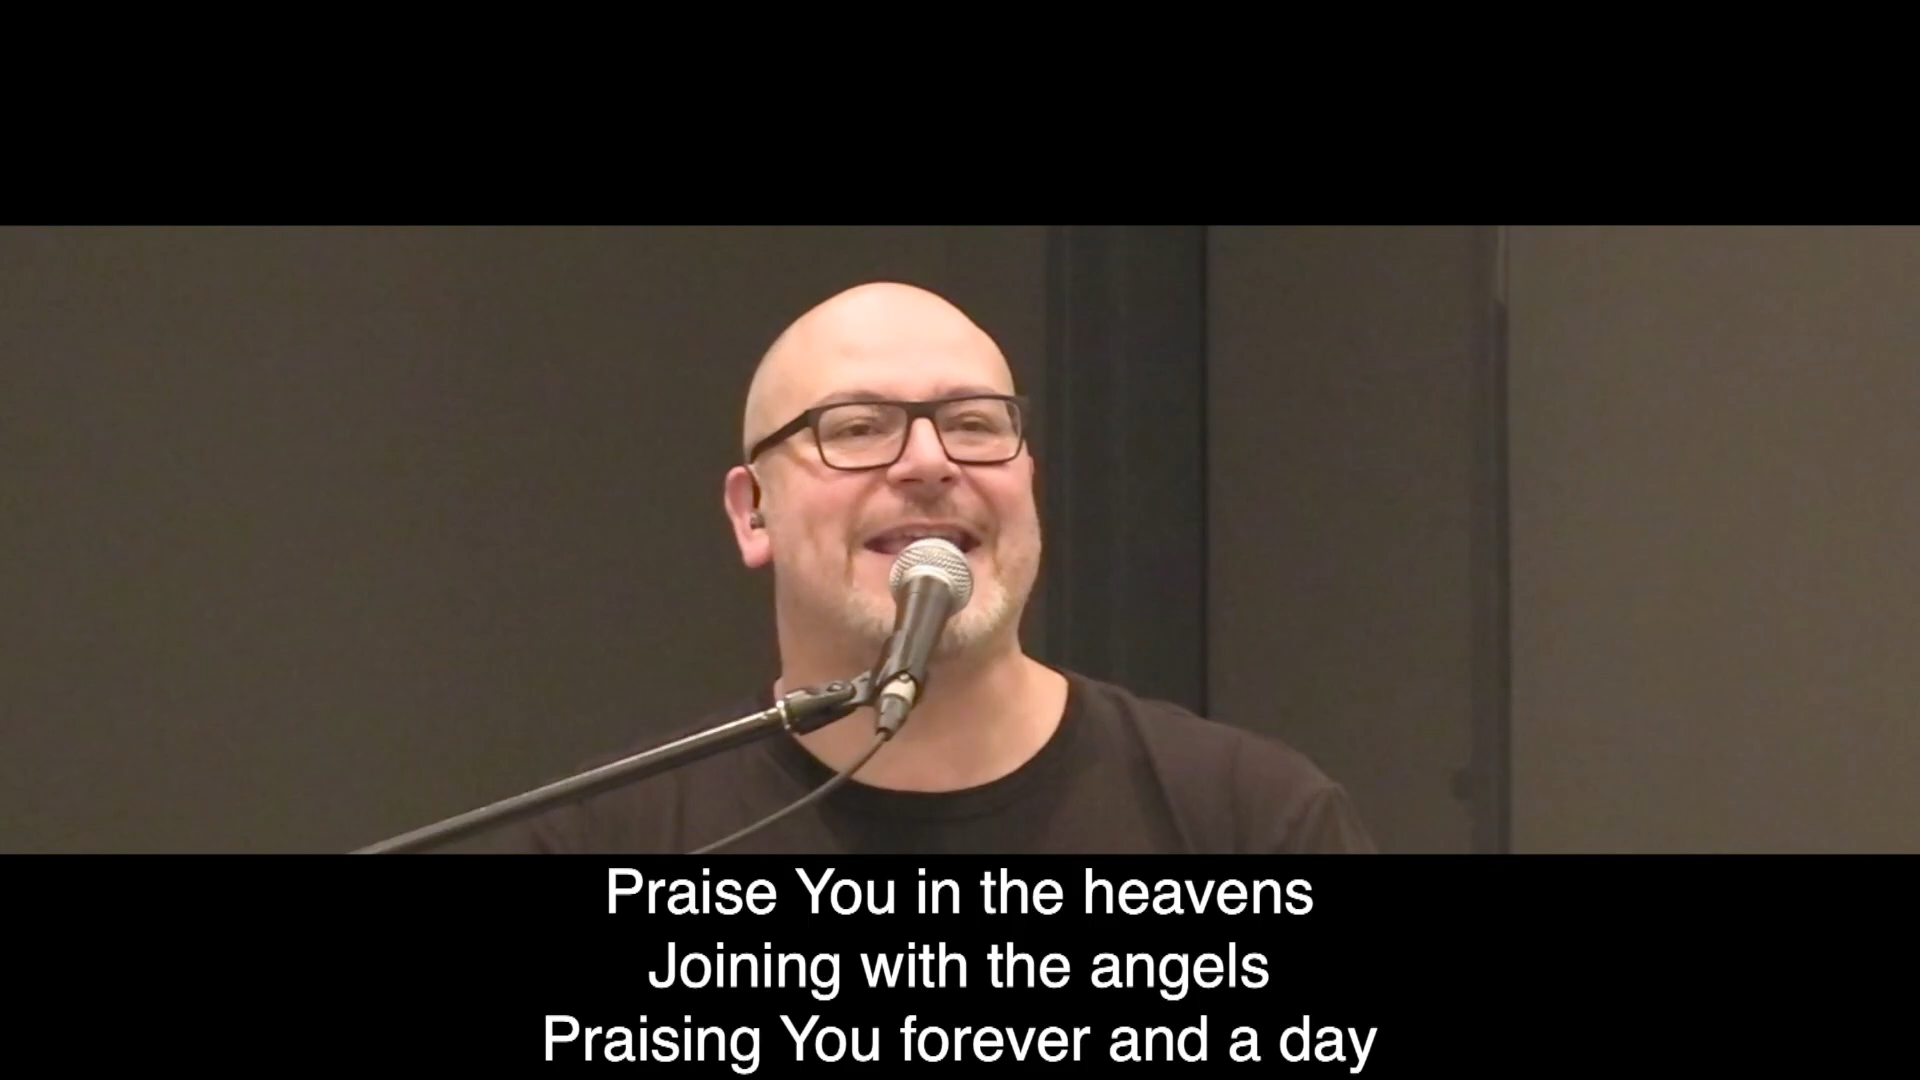 Praise You in the heavens
Joining with the angels
Praising You forever and a day